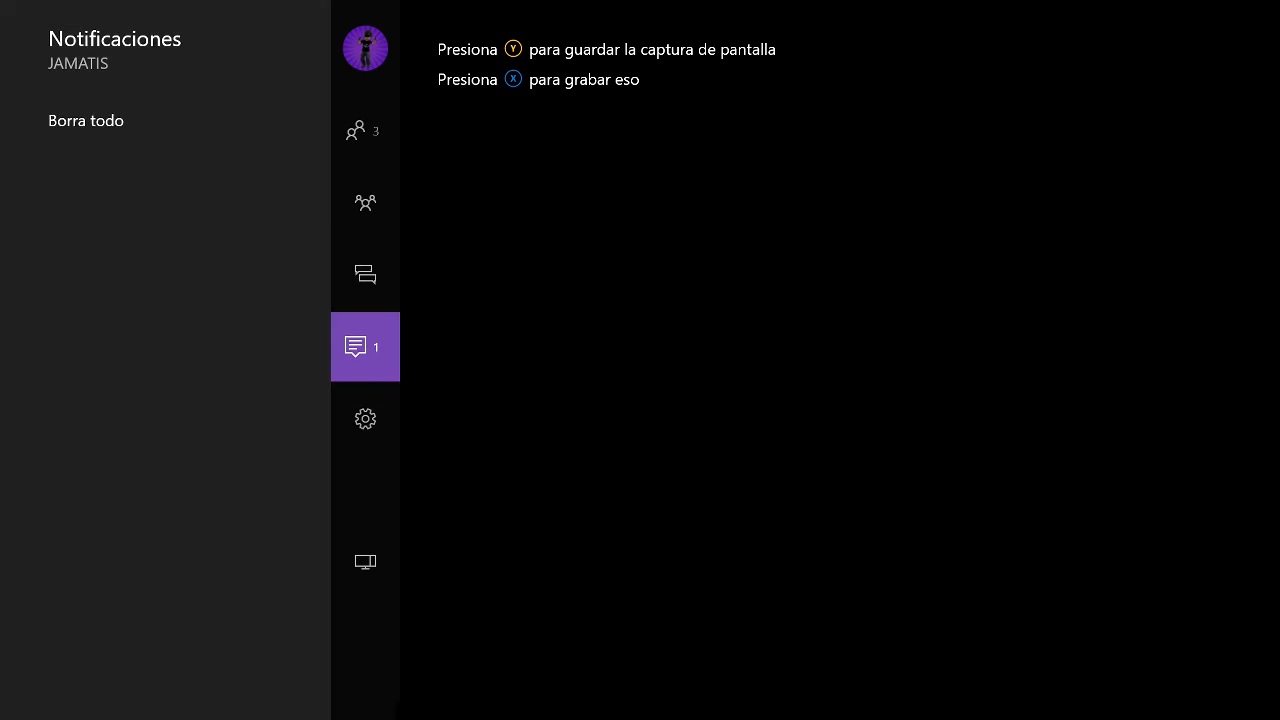 Notificaciones
JAMATIS
Borra todo
3
1
Presiona Y para guardar la captura de pantalla
Presiona X para grabar eso